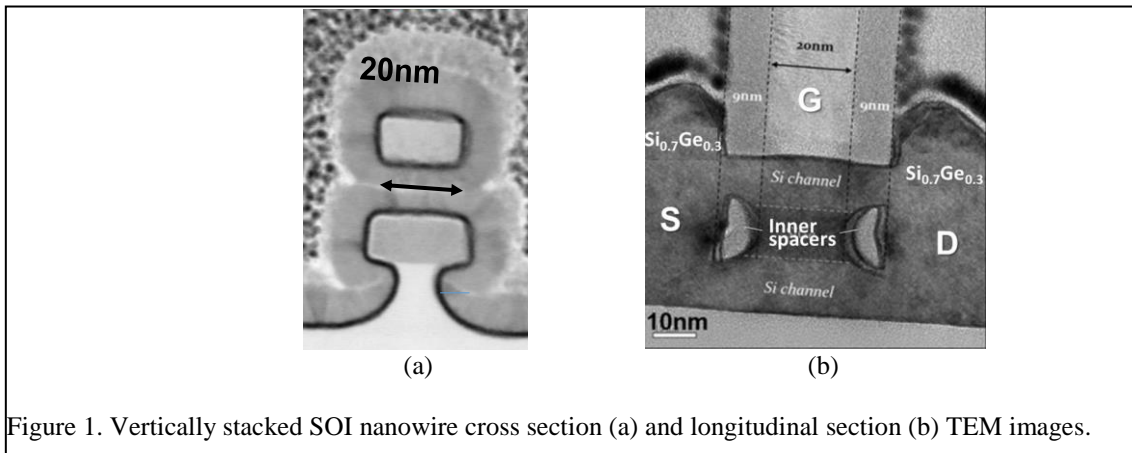 20nm
20nm
9nm
G
9nm
Si0.7Ge0.3
Si0.7Ge0.3
Si channel
S
Inner
spacers
D
Si channel
10nm
(a)
(b)
Figure 1. Vertically stacked SOI nanowire cross section (a) and longitudinal section (b) TEM images.